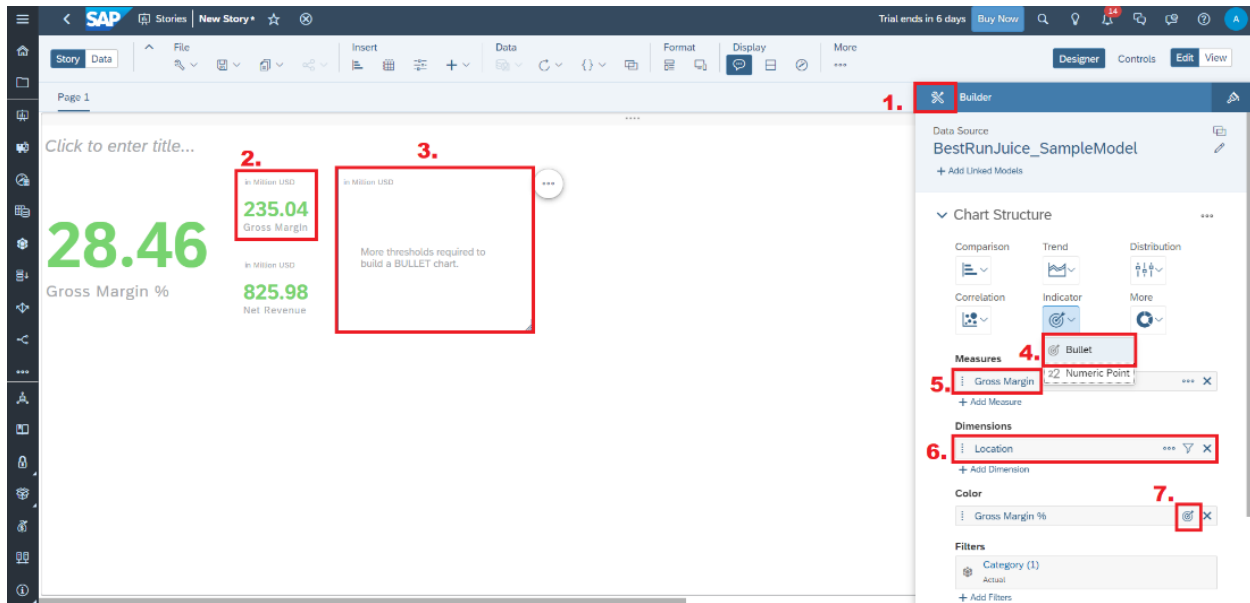 SAP Stories New Story* Trial ends in 6 days Buy Now 14 A
Story Data File Insert Data Format Display More Designer Controls Edit View
Page 1
1. Builder
Click to enter title...
2.
in Million USD
235.04
Gross Margin
28.46
Gross Margin %
in Million USD
825.98
Net Revenue
3.
in Million USD
More thresholds required to
build a BULLET chart.
Data Source
BestRunJuice_SampleModel
+ Add Linked Models
Chart Structure
Comparison Trend Distribution
Correlation Indicator More
4. Bullet
Numeric Point
Measures
5. Gross Margin
+ Add Measure
Dimensions
6. Location
+ Add Dimension
Color
7.
Gross Margin %
Filters
Category (1)
Actual
+ Add Filters